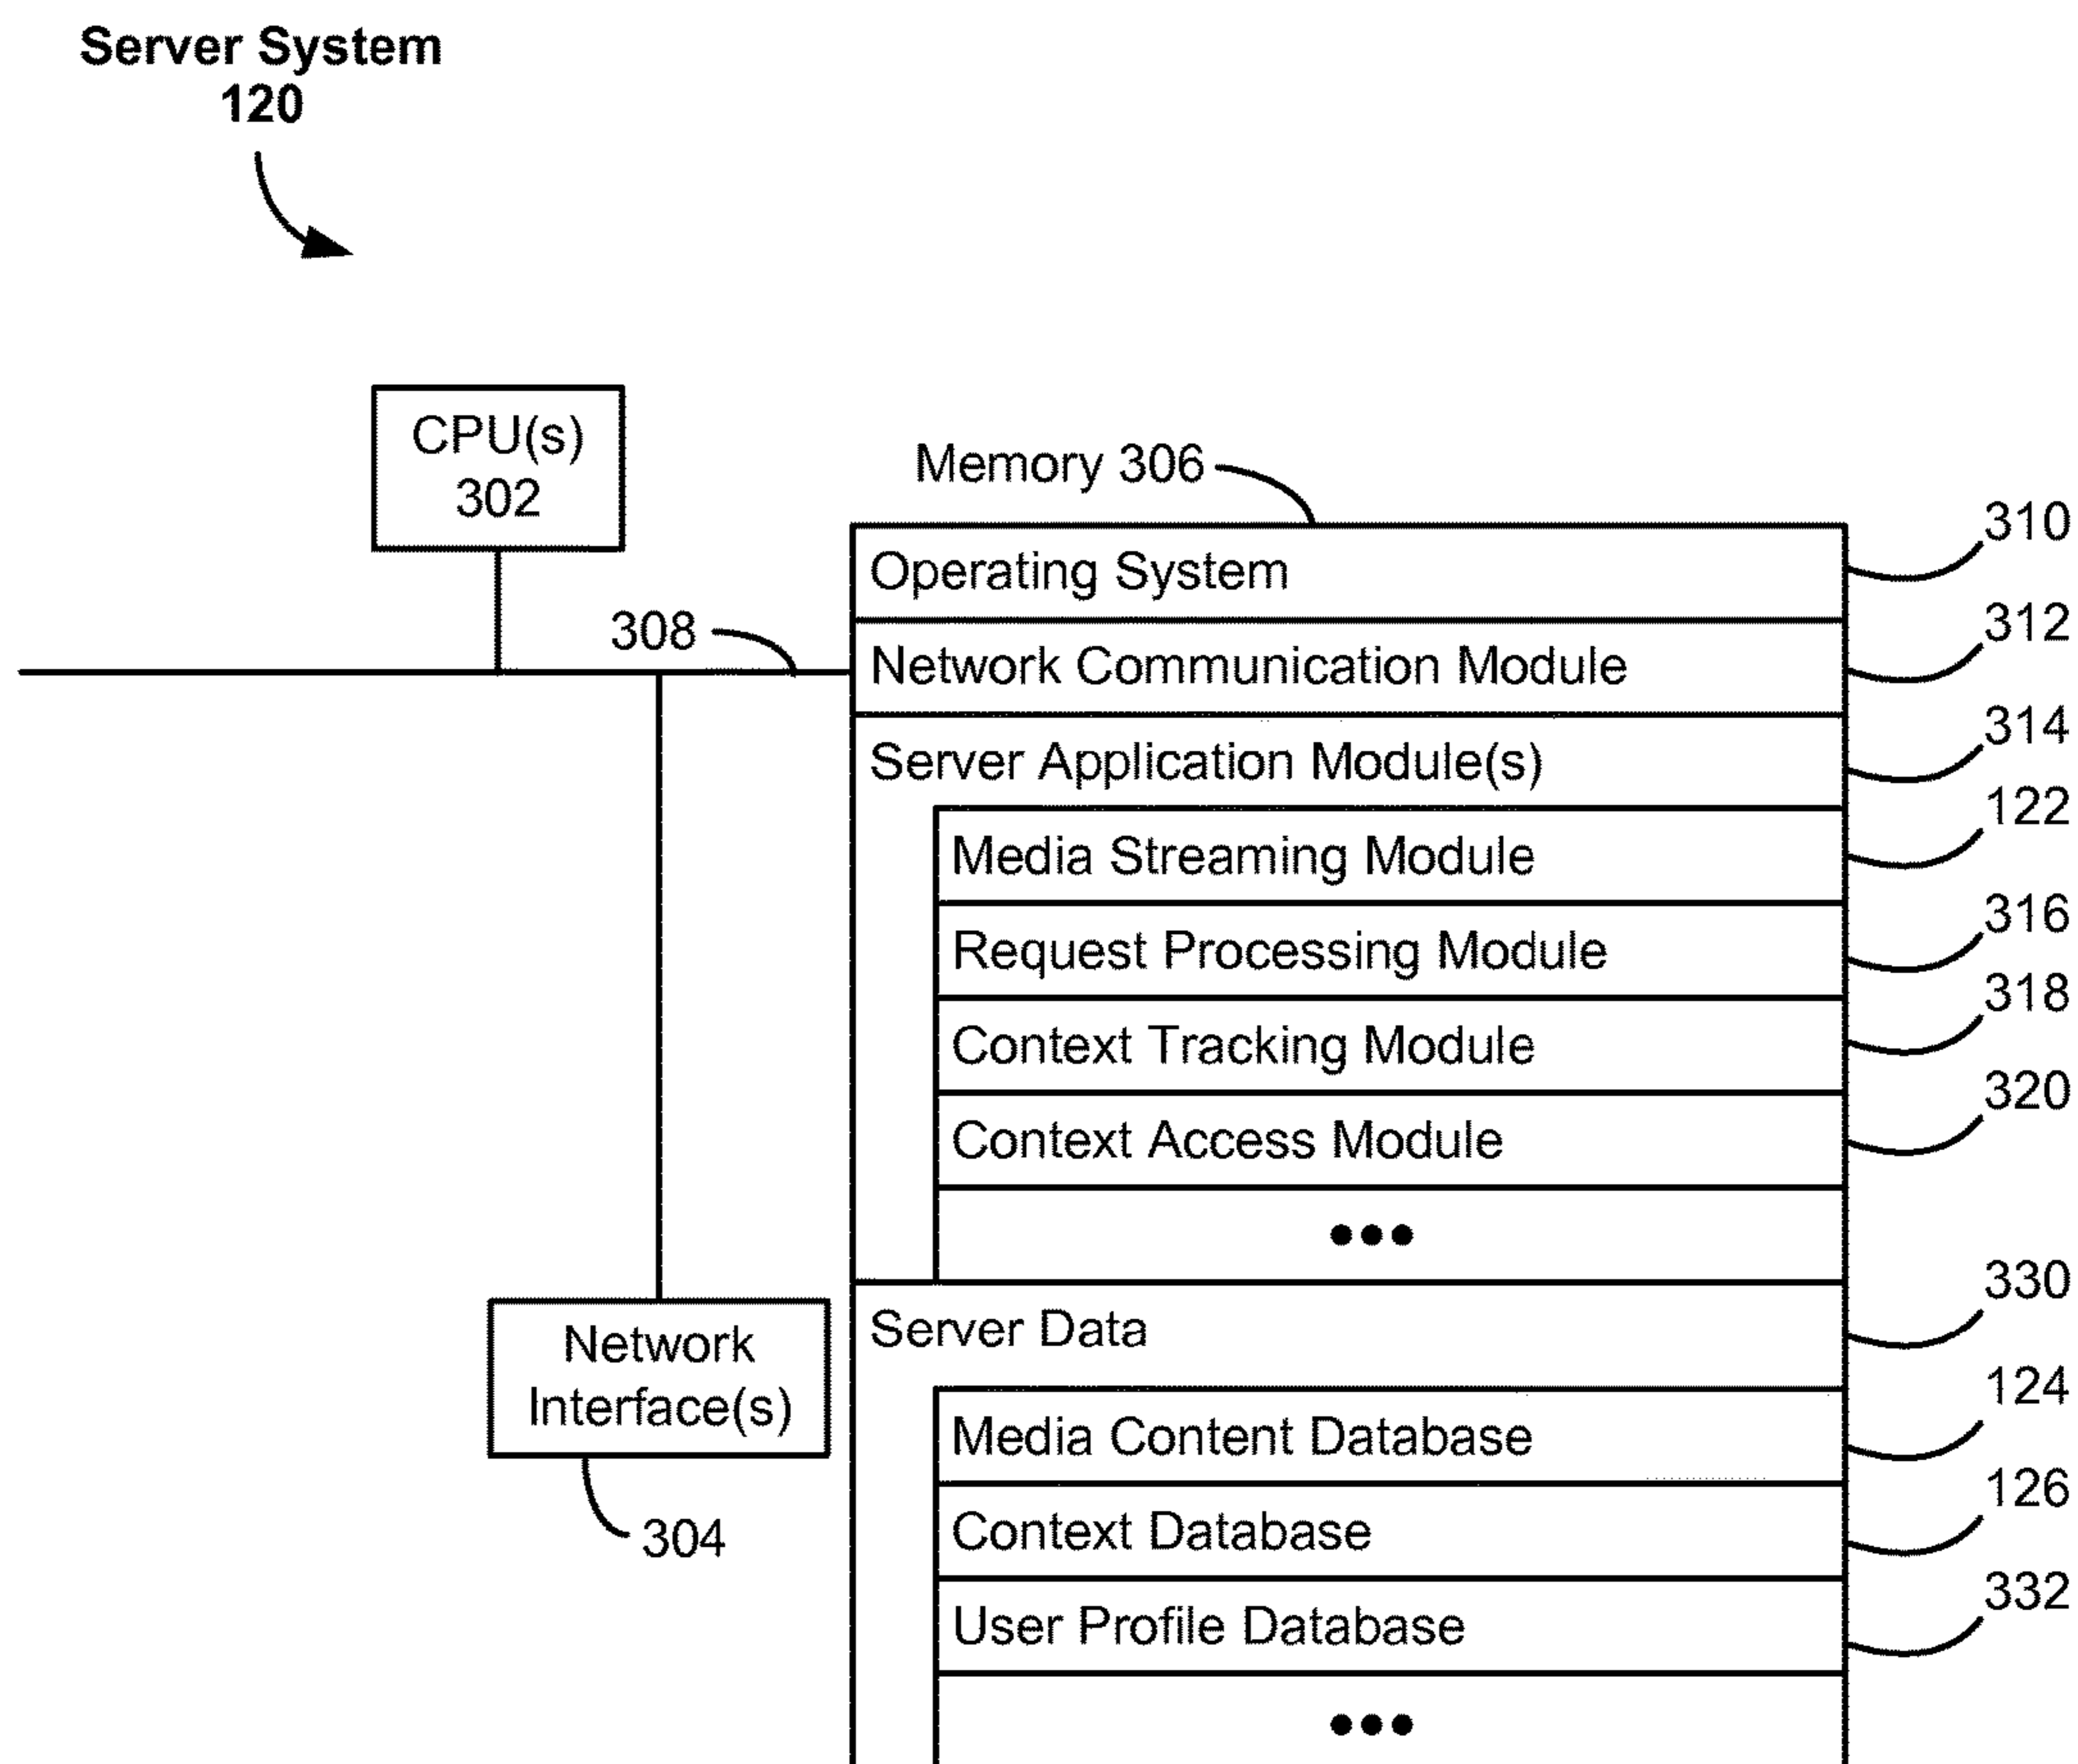 Server System
120
CPU(s)
302
Memory 306
308
Operating System
310
Network Communication Module
312
Server Application Module(s)
314
Media Streaming Module
122
Request Processing Module
316
Context Tracking Module
318
Context Access Module
320
•••
Network
Interface(s)
304
Server Data
330
Media Content Database
124
Context Database
126
User Profile Database
332
•••